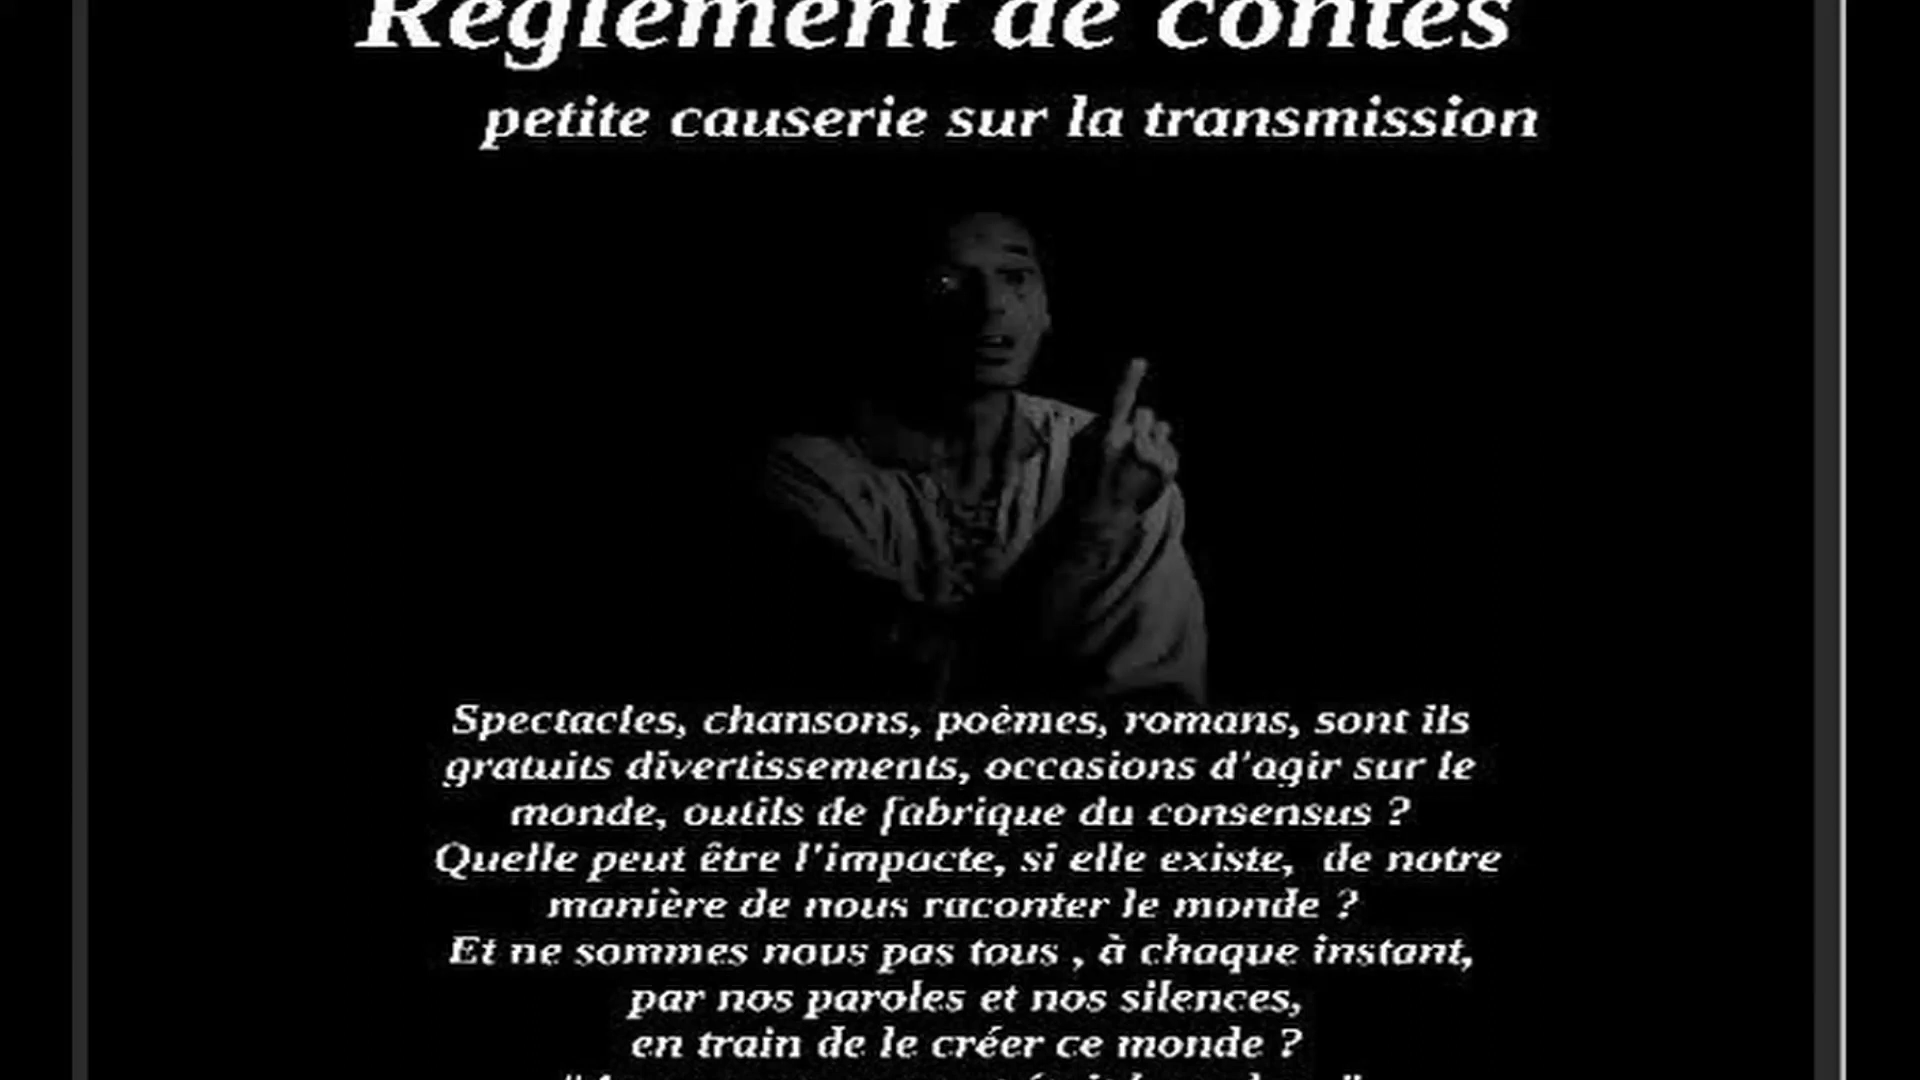 Règlement de contes
petite causerie sur la transmission
Spectacles, chansons, poèmes, romans, sont ils
gratuits divertissements, occasions d'agir sur le
monde, outils de fabrique du consensus ?
Quelle peut être l'impacte, si elle existe, de notre
manière de nous raconter le monde ?
Et ne sommes nous pas tous , à chaque instant,
par nos paroles et nos silences,
en train de le créer ce monde ?